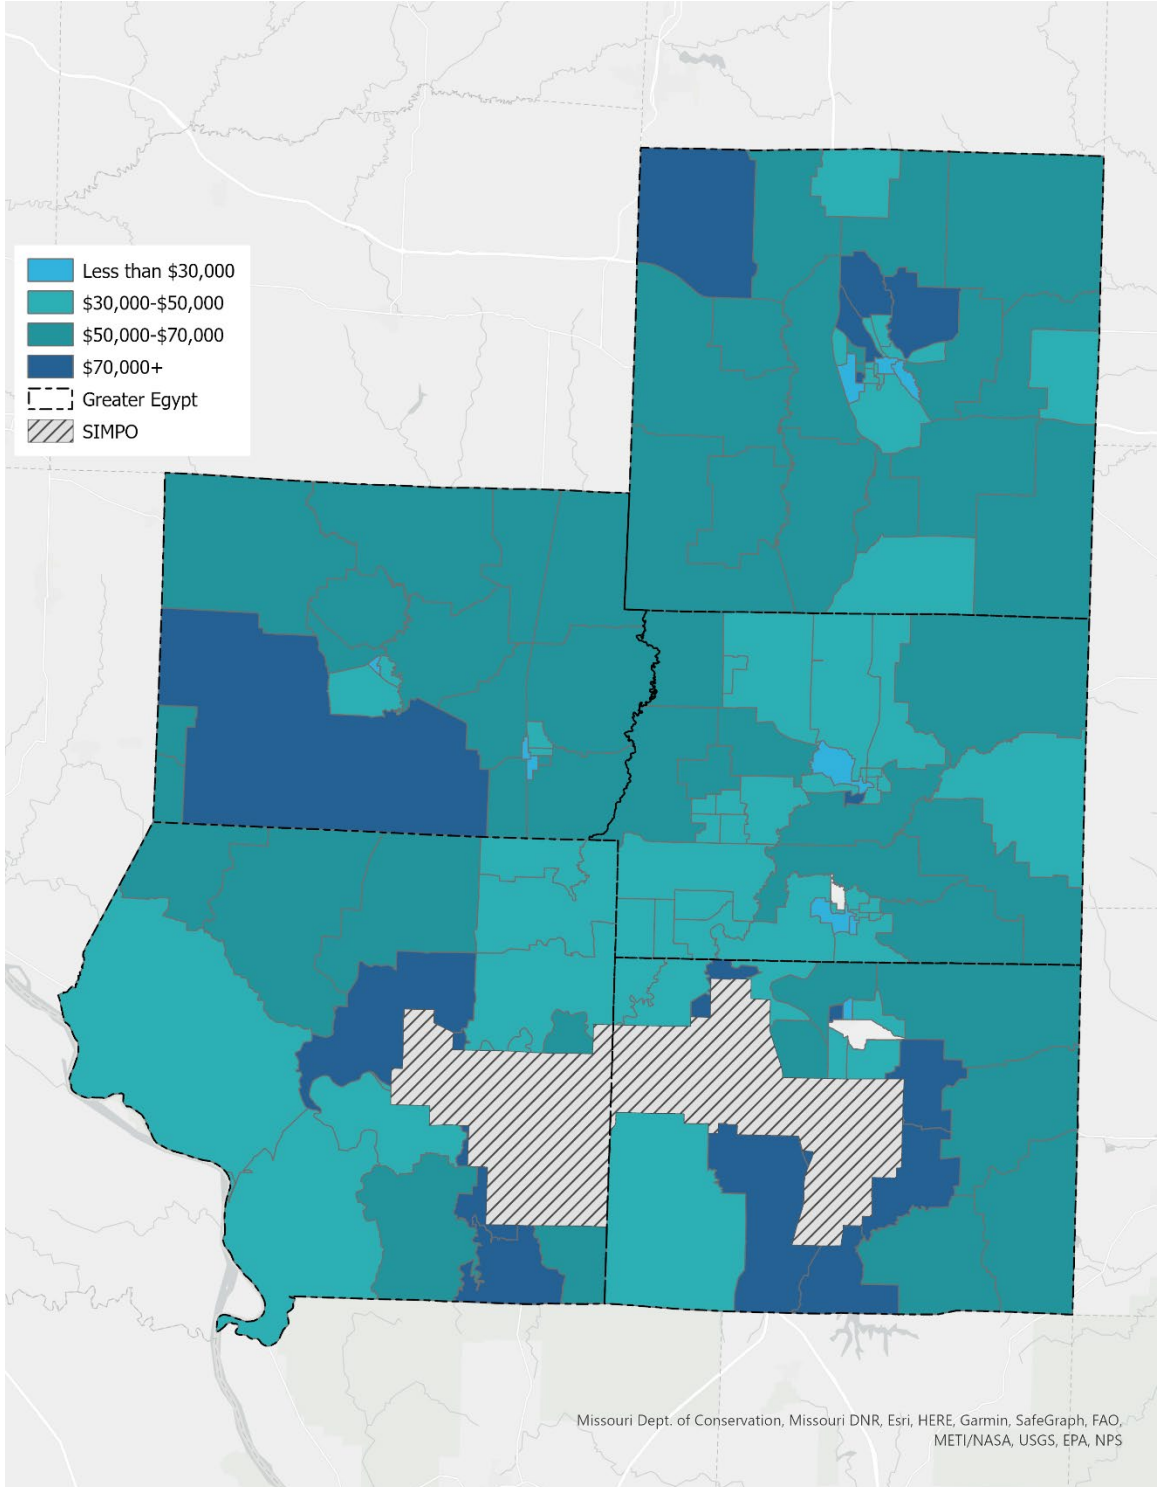 Less than $30,000
$30,000-$50,000
$50,000-$70,000
$70,000+
Greater Egypt
SIMPO
Missouri Dept. of Conservation, Missouri DNR, Esri, HERE, Garmin, SafeGraph, FAO,
METI/NASA, USGS, EPA, NPS